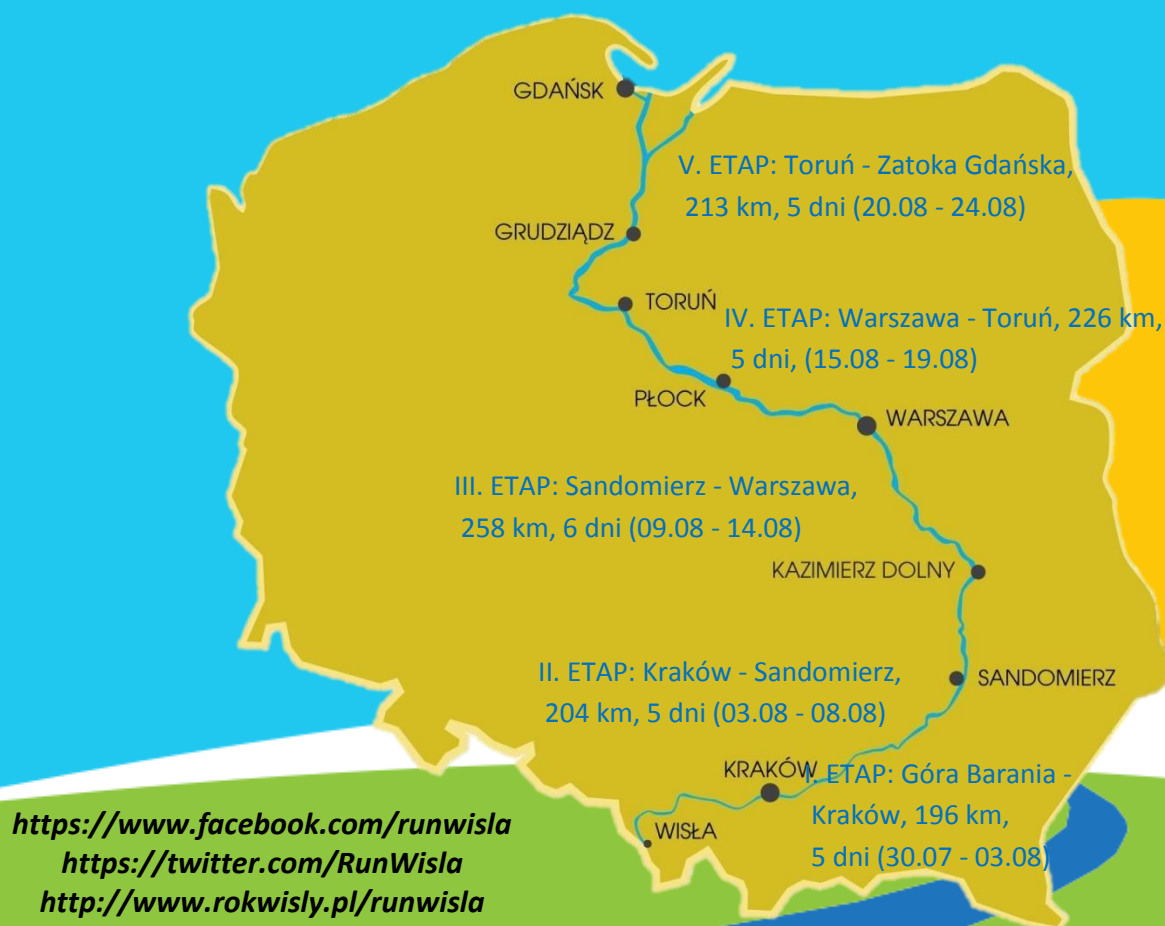 GDAŃSK
V. ETAP: Toruń - Zatoka Gdańska,
213 km, 5 dni (20.08 - 24.08)
GRUDZIĄDZ
TORUŃ
IV. ETAP: Warszawa - Toruń, 226 km,
5 dni, (15.08 - 19.08)
PŁOCK
WARSZAWA
III. ETAP: Sandomierz - Warszawa,
258 km, 6 dni (09.08 - 14.08)
KAZIMIERZ DOLNY
II. ETAP: Kraków - Sandomierz,
204 km, 5 dni (03.08 - 08.08)
SANDOMIERZ
KRAKÓW
I. ETAP: Góra Barania -
Kraków, 196 km,
5 dni (30.07 - 03.08)
WISŁA
https://www.facebook.com/runwisla
https://twitter.com/RunWisla
http://www.rokwisly.pl/runwisla